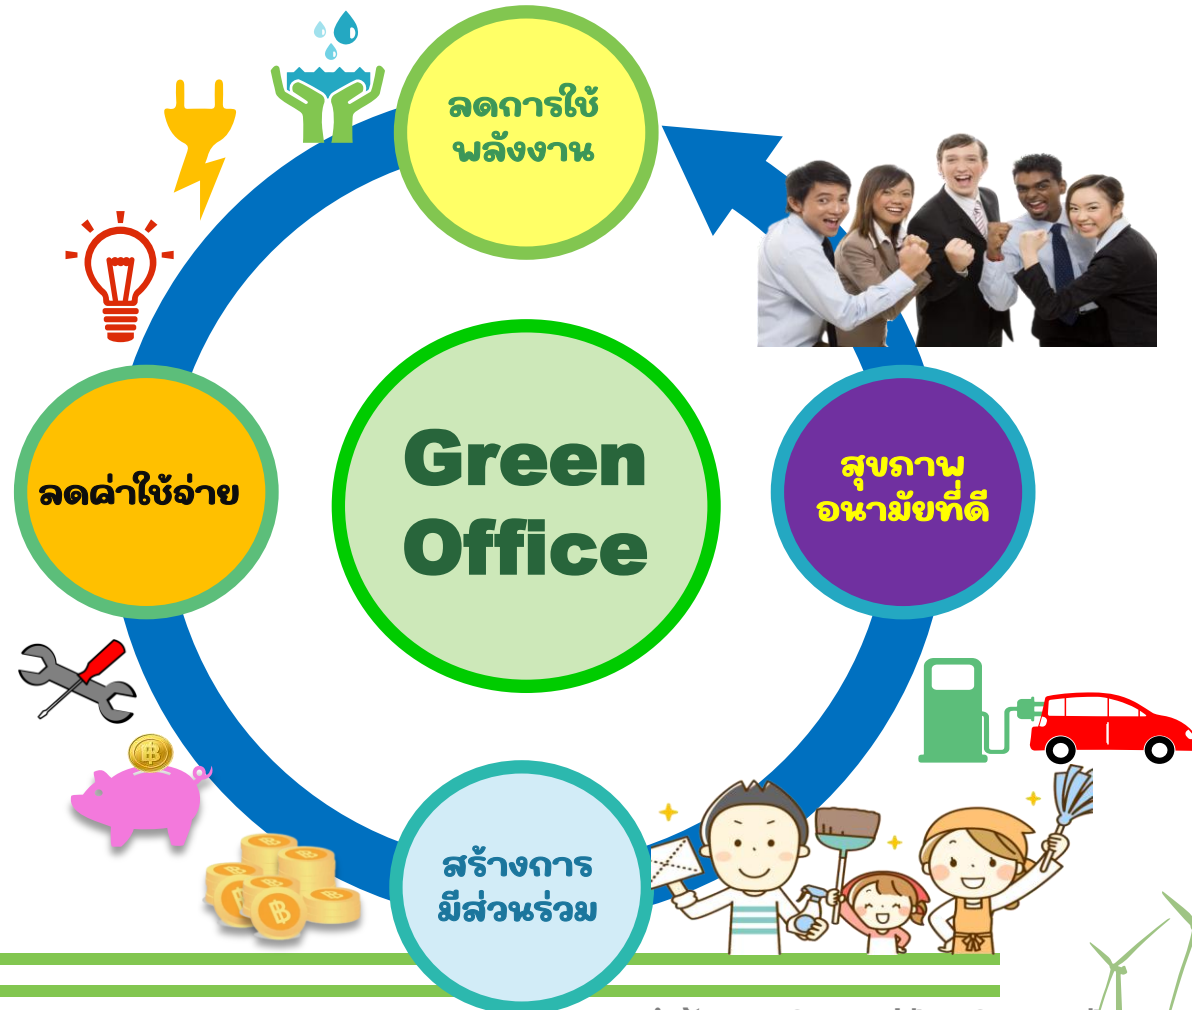 ลดการใช้
พลังงาน
ลดค่าใช้จ่าย
Green
Office
สุขภาพ
อนามัยที่ดี
สร้างการ
มีส่วนร่วม